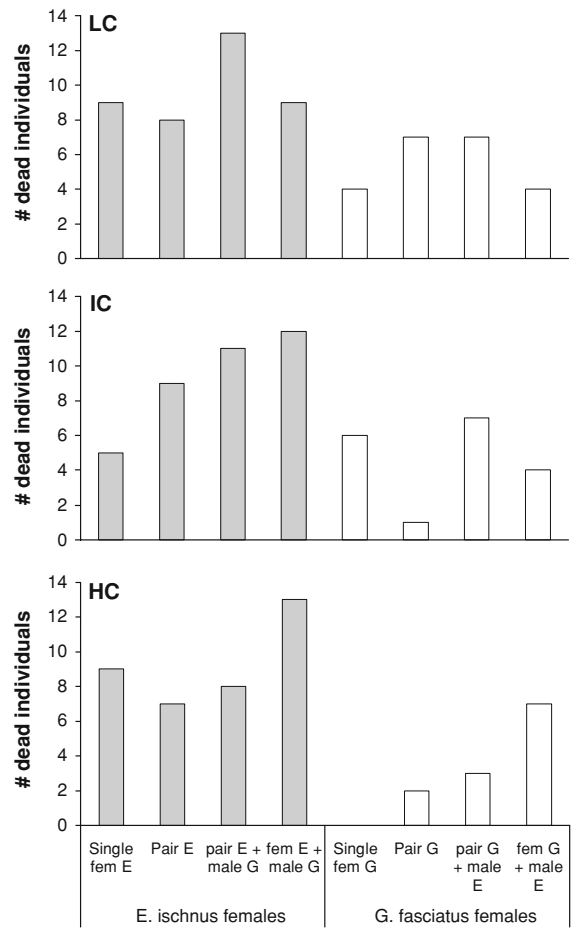 LC
# dead individuals
14
12
10
8
6
4
2
0
IC
# dead individuals
14
12
10
8
6
4
2
0
HC
# dead individuals
14
12
10
8
6
4
2
0
Single fem E
Pair E
pair E + male G
fem E + male G
Single fem G
Pair G
pair G + male E
fem G + male E
E. ischnus females
G. fasciatus females